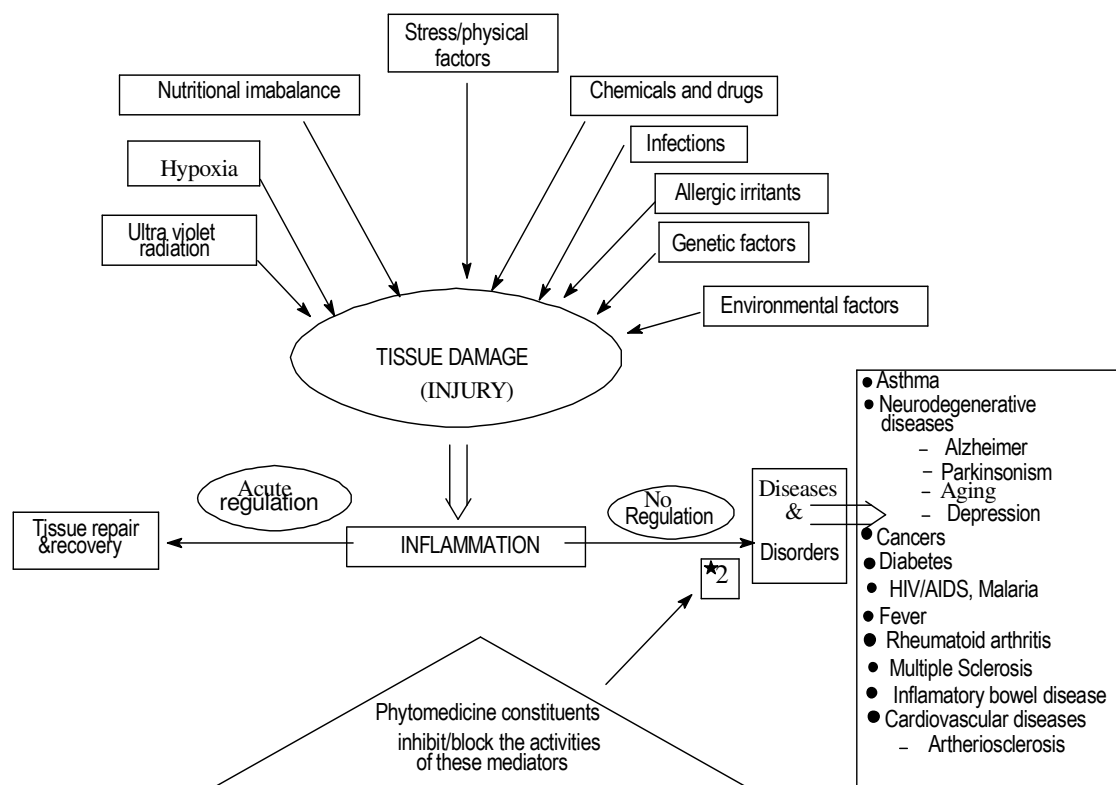 Stress/physical
factors
Nutritional imabalance
Chemicals and drugs
Infections
Hypoxia
Allergic irritants
Ultra violet
radiation
Genetic factors
Environmental factors
TISSUE DAMAGE
(INJURY)
Acute
regulation
No
Regulation
Tissue repair
&recovery
INFLAMMATION
Diseases
&
Disorders
★2
Phytomedicine constituents
inhibit/block the activities
of these mediators
● Asthma
● Neurodegenerative
diseases
– Alzheimer
– Parkinsonism
– Aging
– Depression
● Cancers
● Diabetes
● HIV/AIDS, Malaria
● Fever
● Rheumatoid arthritis
● Multiple Sclerosis
● Inflamatory bowel disease
● Cardiovascular diseases
– Artheriosclerosis